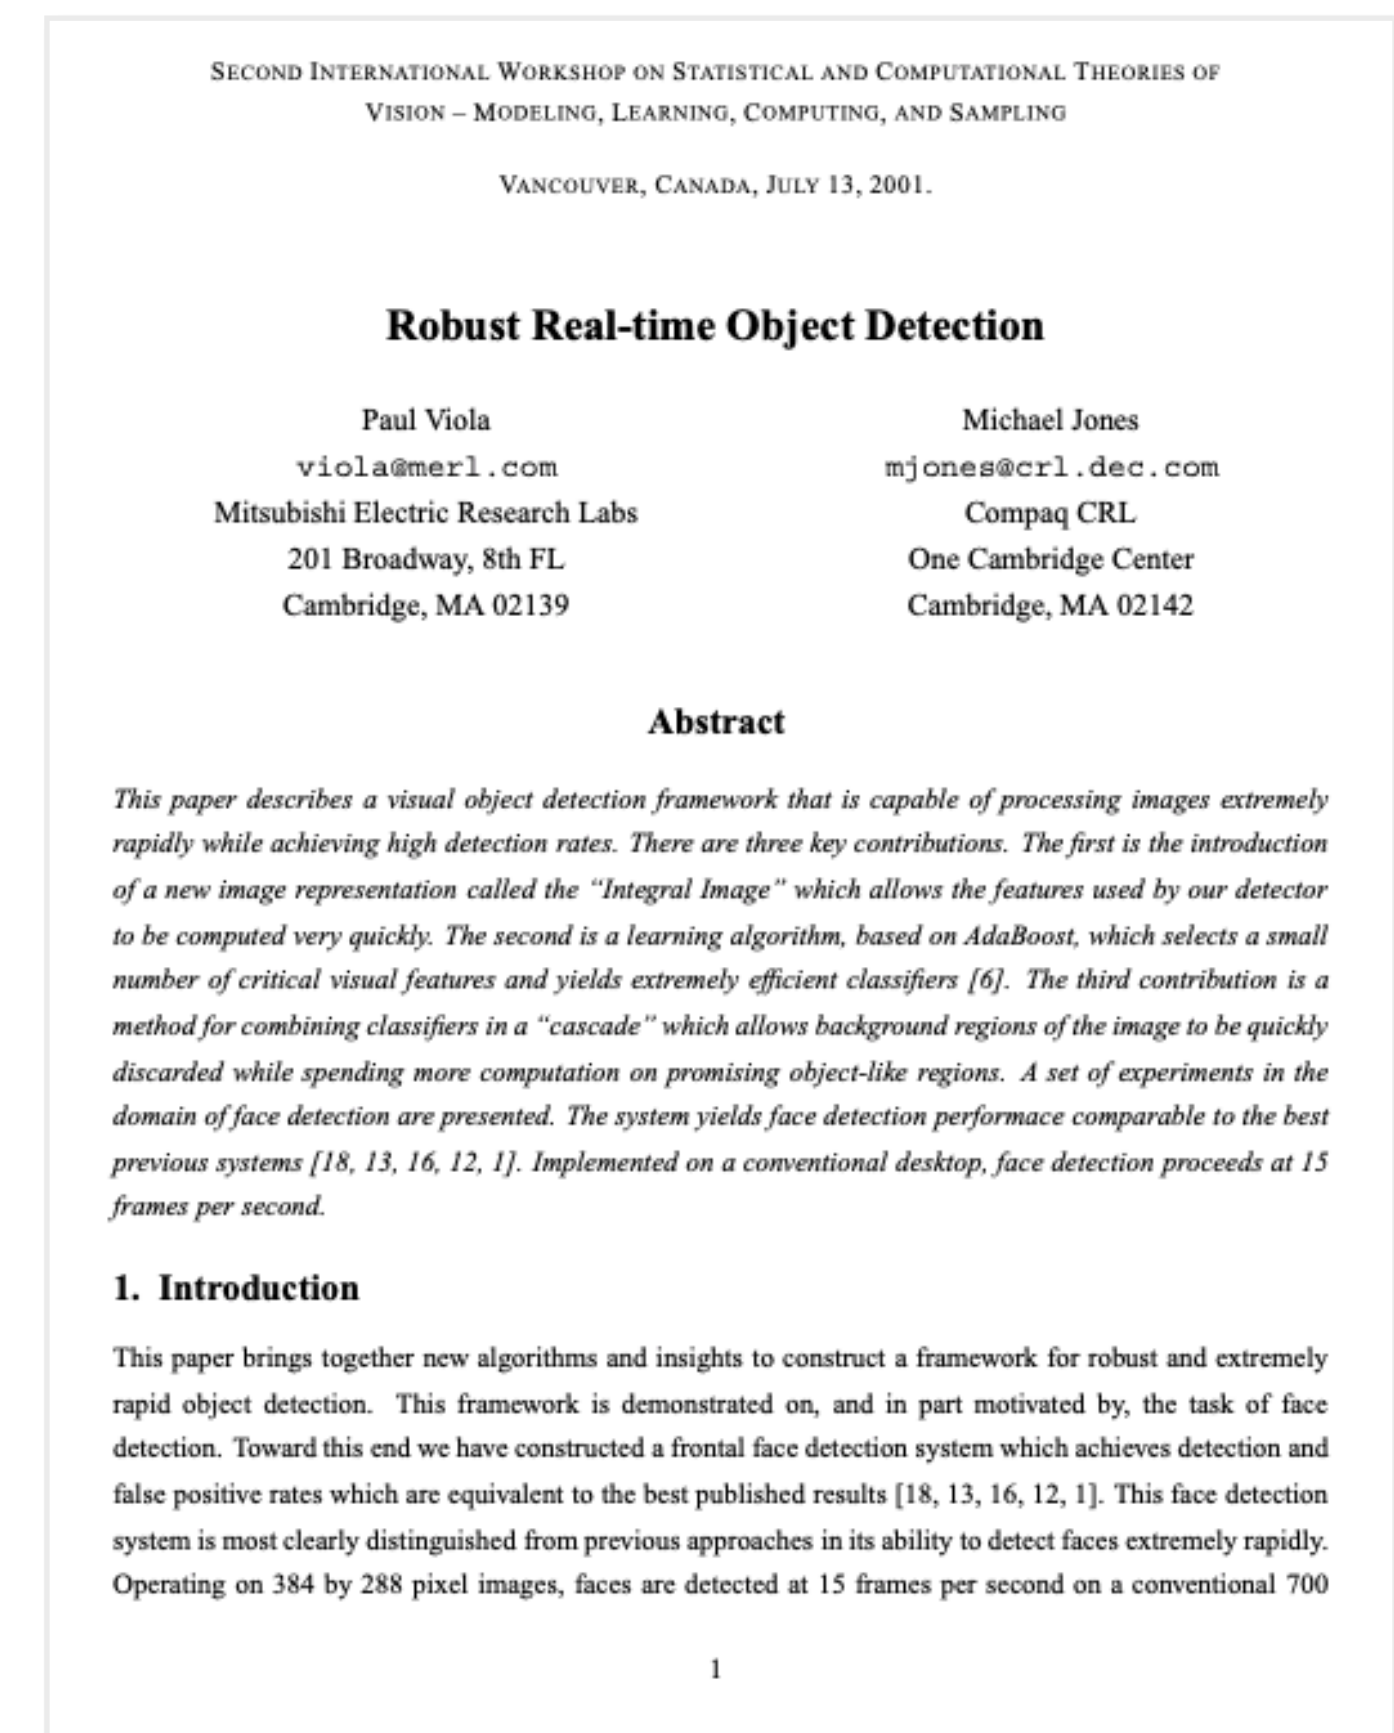 SECOND INTERNATIONAL WORKSHOP ON STATISTICAL AND COMPUTATIONAL THEORIES OF
VISION – MODELING, LEARNING, COMPUTING, AND SAMPLING
VANCOUVER, CANADA, JULY 13, 2001.
Robust Real-time Object Detection
Paul Viola
viola@merl.com
Mitsubishi Electric Research Labs
201 Broadway, 8th FL
Cambridge, MA 02139
Michael Jones
mjones@crl.dec.com
Compaq CRL
One Cambridge Center
Cambridge, MA 02142
Abstract
This paper describes a visual object detection framework that is capable of processing images extremely
rapidly while achieving high detection rates. There are three key contributions. The first is the introduction
of a new image representation called the “Integral Image” which allows the features used by our detector
to be computed very quickly. The second is a learning algorithm, based on AdaBoost, which selects a small
number of critical visual features and yields extremely efficient classifiers [6]. The third contribution is a
method for combining classifiers in a “cascade” which allows background regions of the image to be quickly
discarded while spending more computation on promising object-like regions. A set of experiments in the
domain of face detection are presented. The system yields face detection performace comparable to the best
previous systems [18, 13, 16, 12, 1]. Implemented on a conventional desktop, face detection proceeds at 15
frames per second.
1. Introduction
This paper brings together new algorithms and insights to construct a framework for robust and extremely
rapid object detection. This framework is demonstrated on, and in part motivated by, the task of face
detection. Toward this end we have constructed a frontal face detection system which achieves detection and
false positive rates which are equivalent to the best published results [18, 13, 16, 12, 1]. This face detection
system is most clearly distinguished from previous approaches in its ability to detect faces extremely rapidly.
Operating on 384 by 288 pixel images, faces are detected at 15 frames per second on a conventional 700
1